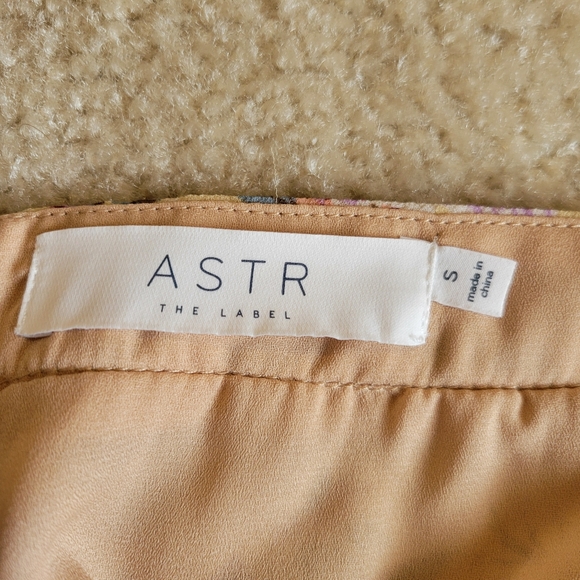 ASTR
THE LABEL
S
made in
china